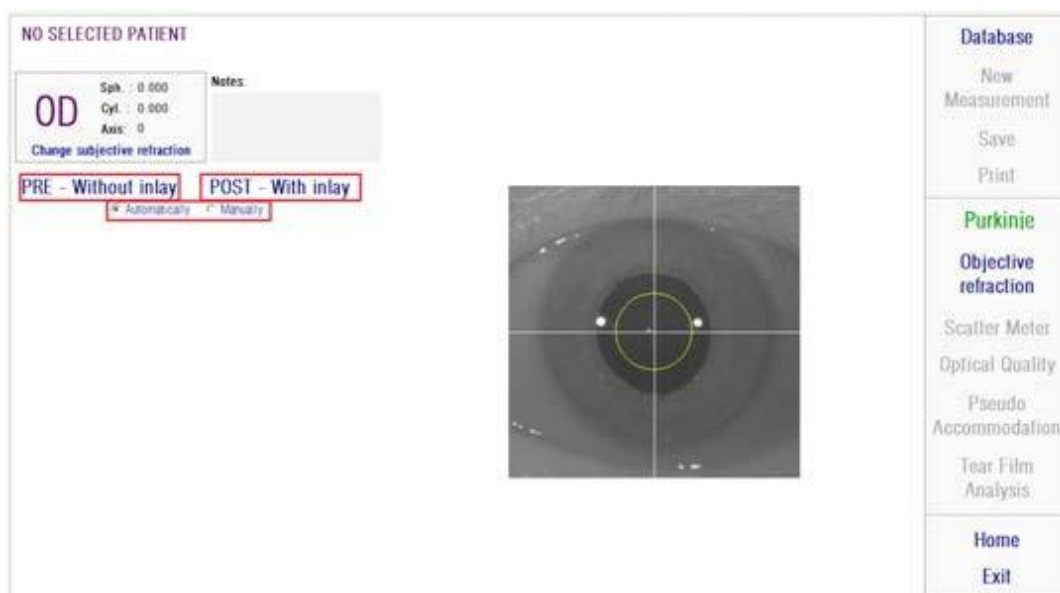 NO SELECTED PATIENT
OD
Sph. : 0.000
Cyl. : 0.000
Axis: 0
Change subjective refraction
Notes:
PRE - Without inlay
POST - With inlay
Automatically
Manually
Database
New
Measurement
Save
Print
Purkinje
Objective
refraction
Scatter Meter
Optical Quality
Pseudo
Accommodation
Tear Film
Analysis
Home
Exit